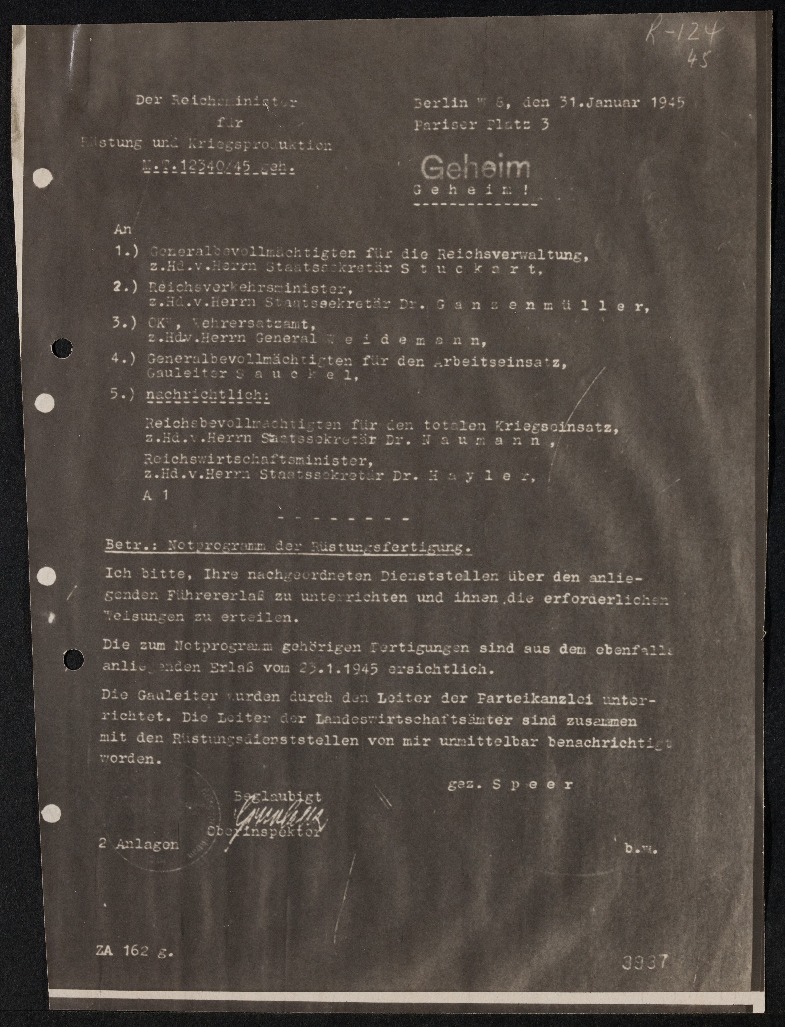 R-124
45
Der Reichsminister
für
Rüstung und Kriegsproduktion
12340/45 geh.
Berlin W 8, den 31.Januar 1945
Pariser Platz 3
Geheim
G e h e i m !
An
1.) Generalbevollmächtigten für die Reichsverwaltung,
z.Hd.v.Herrn Staatssekretär S t u c k a r t,
2.) Reichsverkehrsminister,
z.Hd.v.Herrn Staatssekretär Dr. G a n z e n m ü l l e r,
3.) OKW, Wehrersatzamt,
z.Hdv.Herrn General W e i d e m a n n,
4.) Generalbevollmächtigten für den Arbeitseinsatz,
Gauleiter S a u c k e l,
5.) nachrichtlich:
Reichsbevollmächtigten für den totalen Kriegseinsatz,
z.Hd.v.Herrn Saatssekretär Dr. N a u m a n n,
Reichswirtschaftsminister,
z.Hd.v.Herrn Staatssekretär Dr. H a y l e r,
A 1
- - - - - - - -
Betr.: Notprogramm der Rüstungsfertigung.
Ich bitte, Ihre nachgeordneten Dienststellen über den anlie-
genden Führererlaß zu unterrichten und ihnen die erforderlichen
Weisungen zu erteilen.
Die zum Notprogramm gehörigen Fertigungen sind aus dem ebenfalls
anliegenden Erlaß vom 23.1.1945 ersichtlich.
Die Gauleiter wurden durch den Leiter der Parteikanzlei unter-
richtet. Die Leiter der Landeswirtschaftsämter sind zusammen
mit den Rüstungsdienststellen von mir unmittelbar benachrichtigt
worden.
gez. S p e e r
Beglaubigt
Oberinspektor
2 Anlagen
b.w.
ZA 162 g.
3937